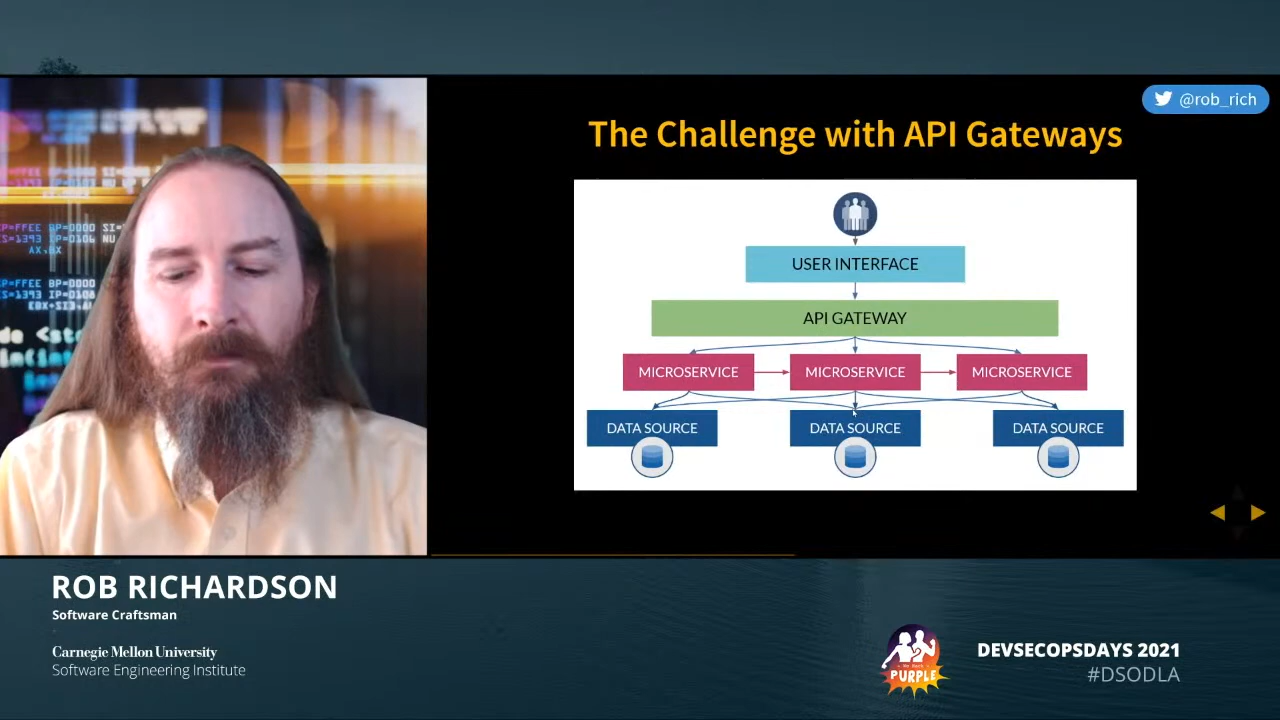 @rob_rich
The Challenge with API Gateways
USER INTERFACE
API GATEWAY
MICROSERVICE
MICROSERVICE
MICROSERVICE
DATA SOURCE
DATA SOURCE
DATA SOURCE
ROB RICHARDSON
Software Craftsman
Carnegie Mellon University
Software Engineering Institute
PURPLE
DEVSECOPSDAYS 2021
#DSODLA